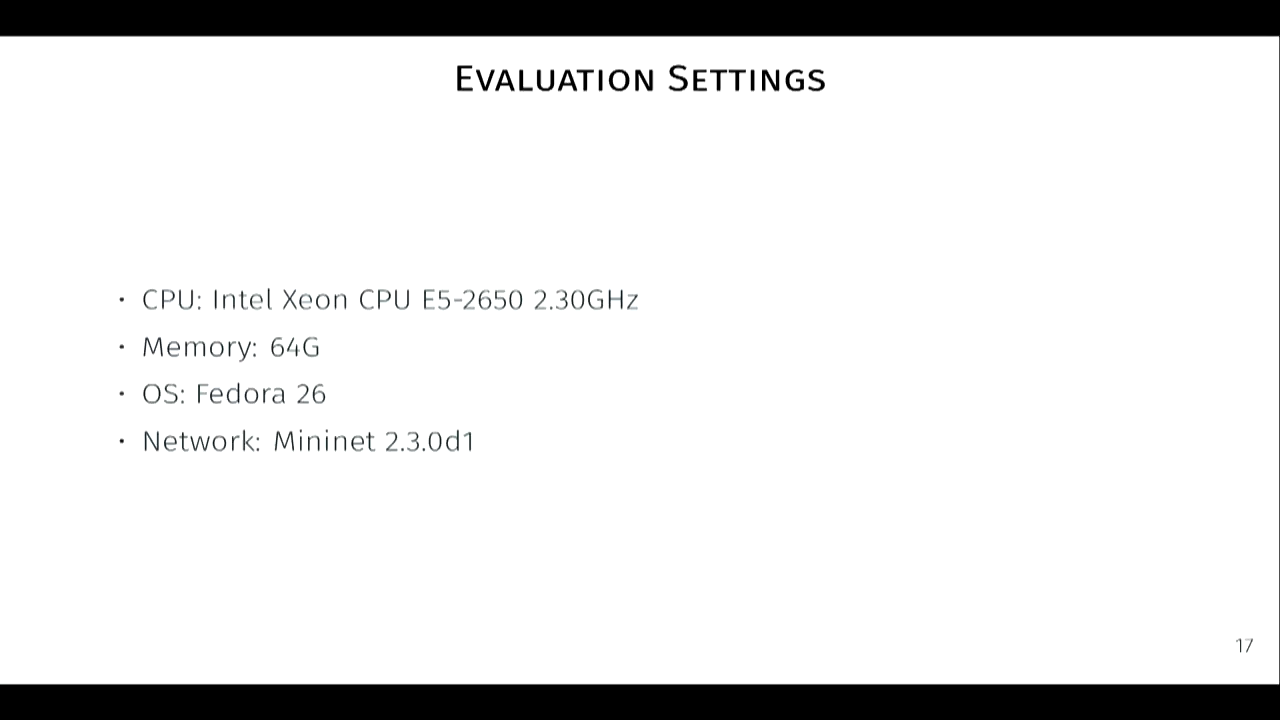 Evaluation Settings
• CPU: Intel Xeon CPU E5-2650 2.30GHz
• Memory: 64G
• OS: Fedora 26
• Network: Mininet 2.3.0d1
17